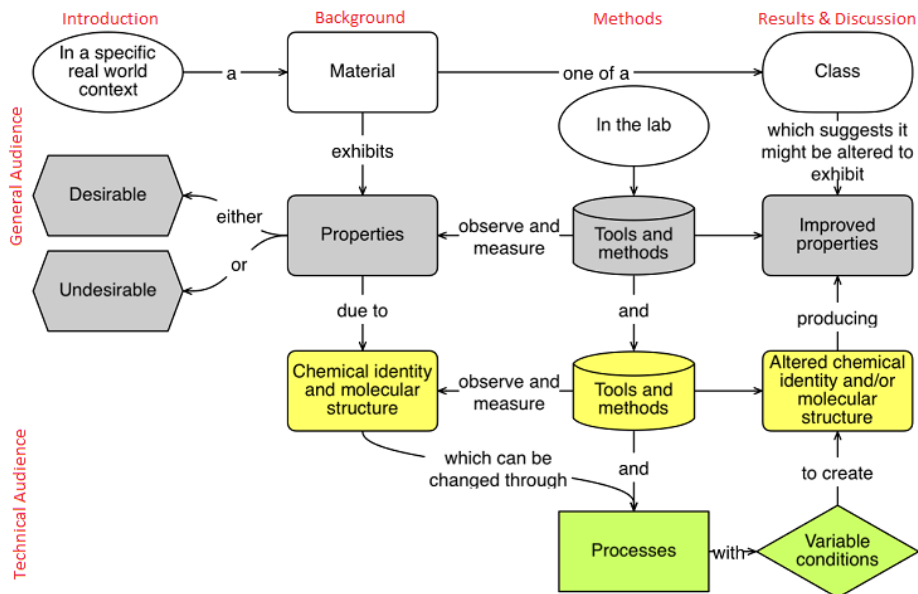 Introduction
Background
Methods
Results & Discussion
General Audience
Technical Audience
In a specific
real world
context
a
Material
one of a
Class
In the lab
which suggests it
might be altered to
exhibit
exhibits
Desirable
either
or
Undesirable
Properties
observe and
measure
Tools and
methods
Improved
properties
due to
and
producing
Chemical identity
and molecular
structure
observe and
measure
Tools and
methods
Altered chemical
identity and/or
molecular
structure
which can be
changed through
and
to create
Processes
with
Variable
conditions